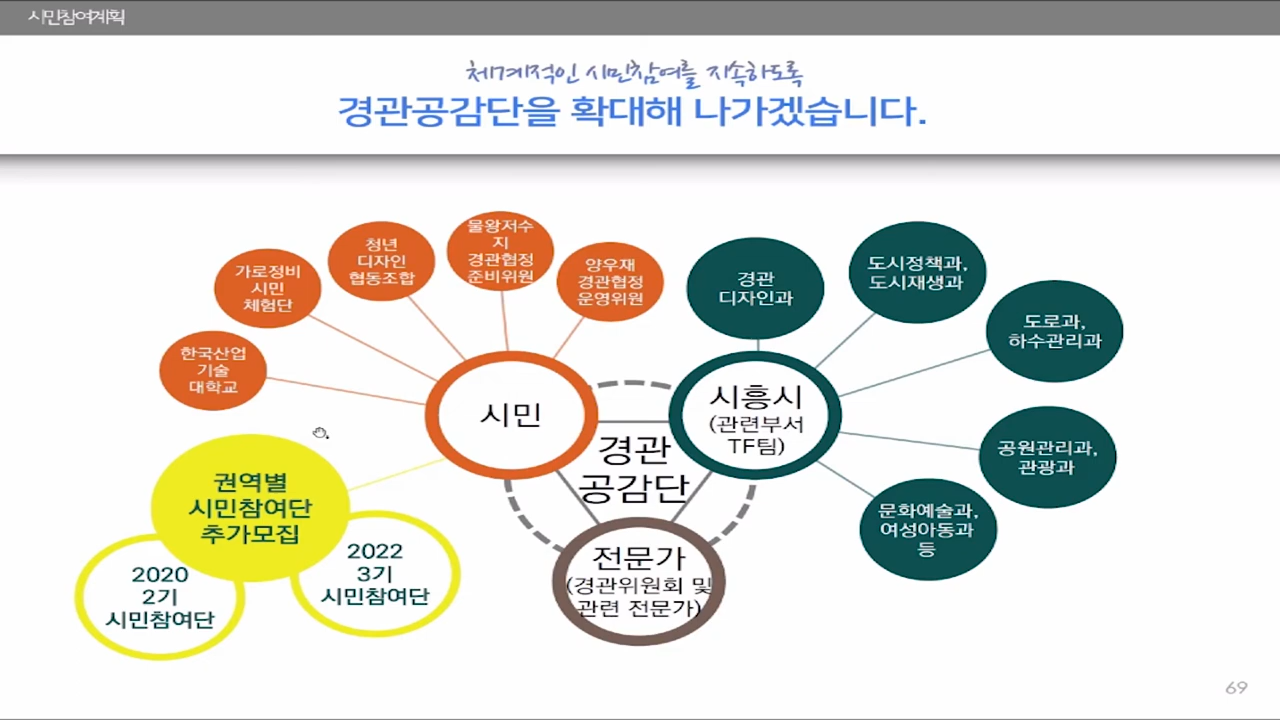 시민참여계획
체계적인 시민참여를 지속하도록
경관공감단을 확대해 나가겠습니다.
한국산업
기술
대학교
가로정비
시민
체험단
청년
디자인
협동조합
물왕저수
지
경관협정
준비위원
양우재
경관협정
운영위원
경관
디자인과
도시정책과,
도시재생과
도로과,
하수관리과
공원관리과,
관광과
문화예술과,
여성아동과
등
시민
시흥시
(관련부서
TF팀)
경관
공감단
전문가
(경관위원회 및
관련 전문가)
권역별
시민참여단
추가모집
2020
2기
시민참여단
2022
3기
시민참여단
69